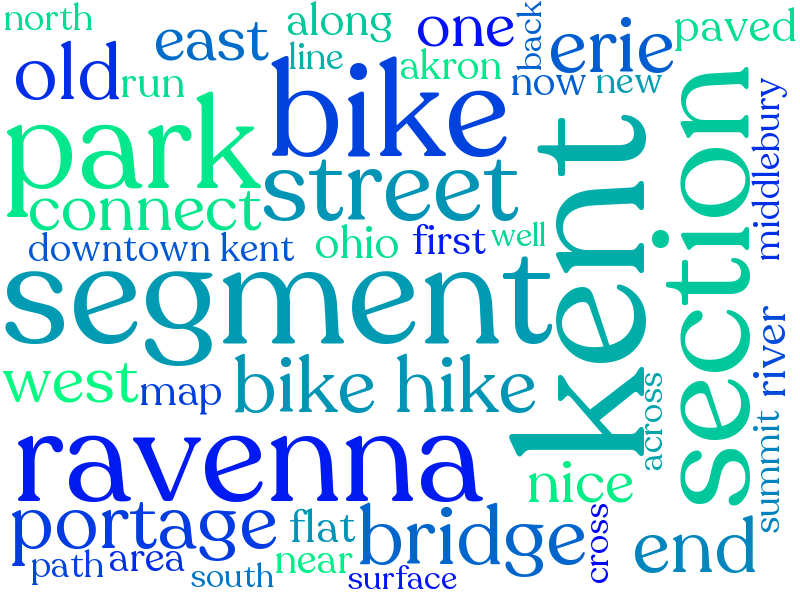 north
along
one
back
erie
paved
east
line
old
run
akron
now
new
bike
park
street
connect
kent
section
middlebury
downtown kent
ohio
first
well
segment
west
map
bike hike
across
river
summit
ravenna
nice
portage
flat
bridge
cross
end
path
area
near
south
surface